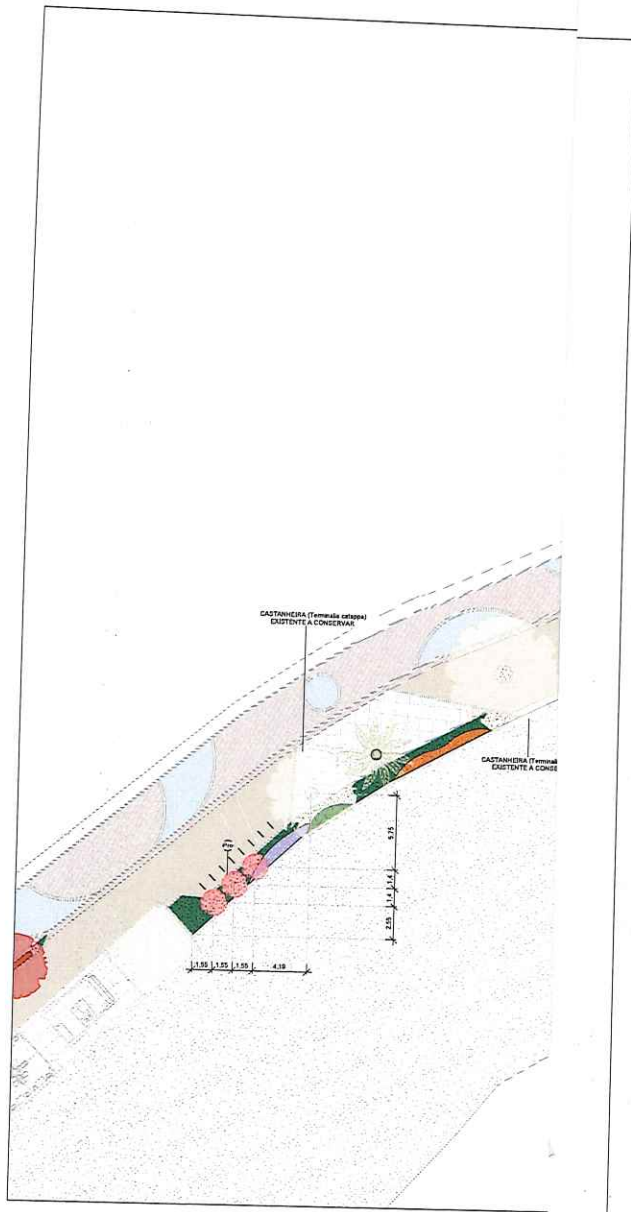 CASTANHEIRA (Terminalia catappa)
EXISTENTE A CONSERVAR
CASTANHEIRA (Terminalia
EXISTENTE A CONSE
5.75
1.4
1.4
2.55
1.55
1.55
1.55
4.19